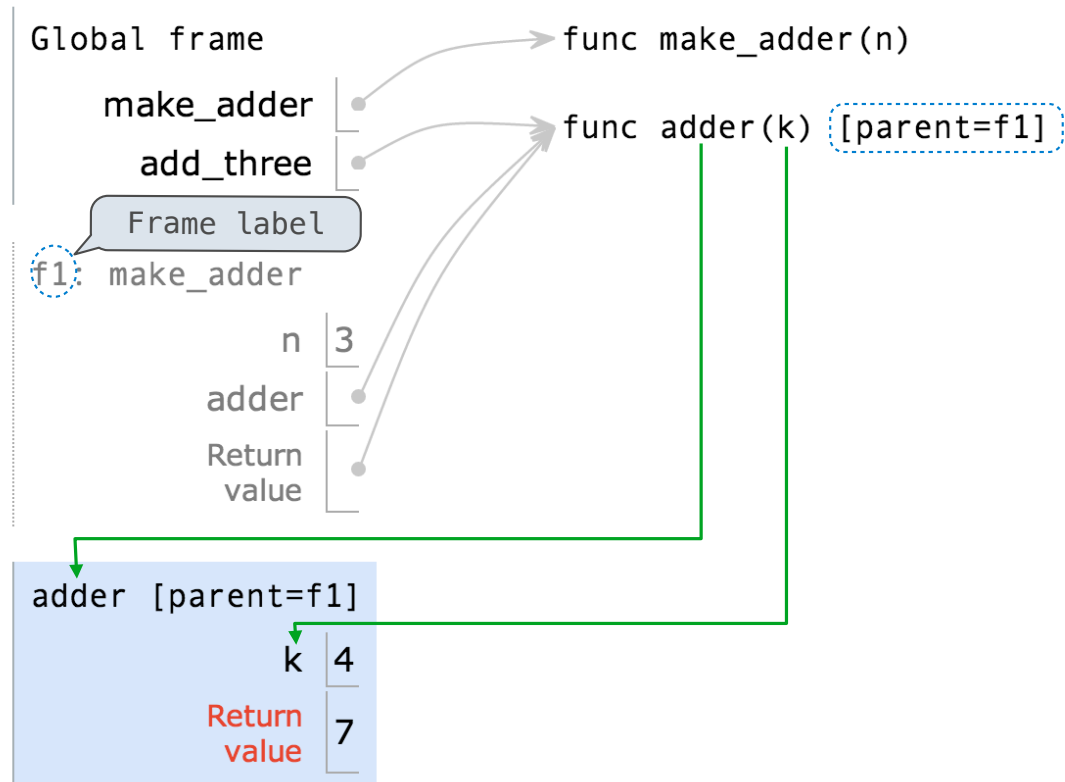 Global frame
func make_adder(n)
make_adder
func adder(k) [parent=f1]
add_three
Frame label
f1: make_adder
n 3
adder
Return
value
adder [parent=f1]
k 4
Return
value 7